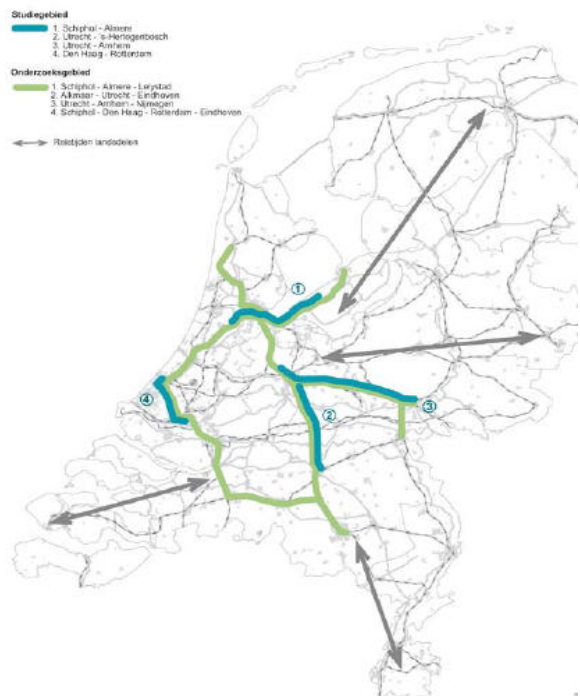 Studiegebied
1. Schiphol - Almere
2. Utrecht - 's-Hertogenbosch
3. Utrecht - Arnhem
4. Den Haag - Rotterdam
Onderzoeksgebied
1. Schiphol - Almere - Lelystad
2. Alkmaar - Utrecht - Eindhoven
3. Utrecht - Arnhem - Nijmegen
4. Schiphol - Den Haag - Rotterdam - Eindhoven
Reistijden landsdelen
1
2
3
4